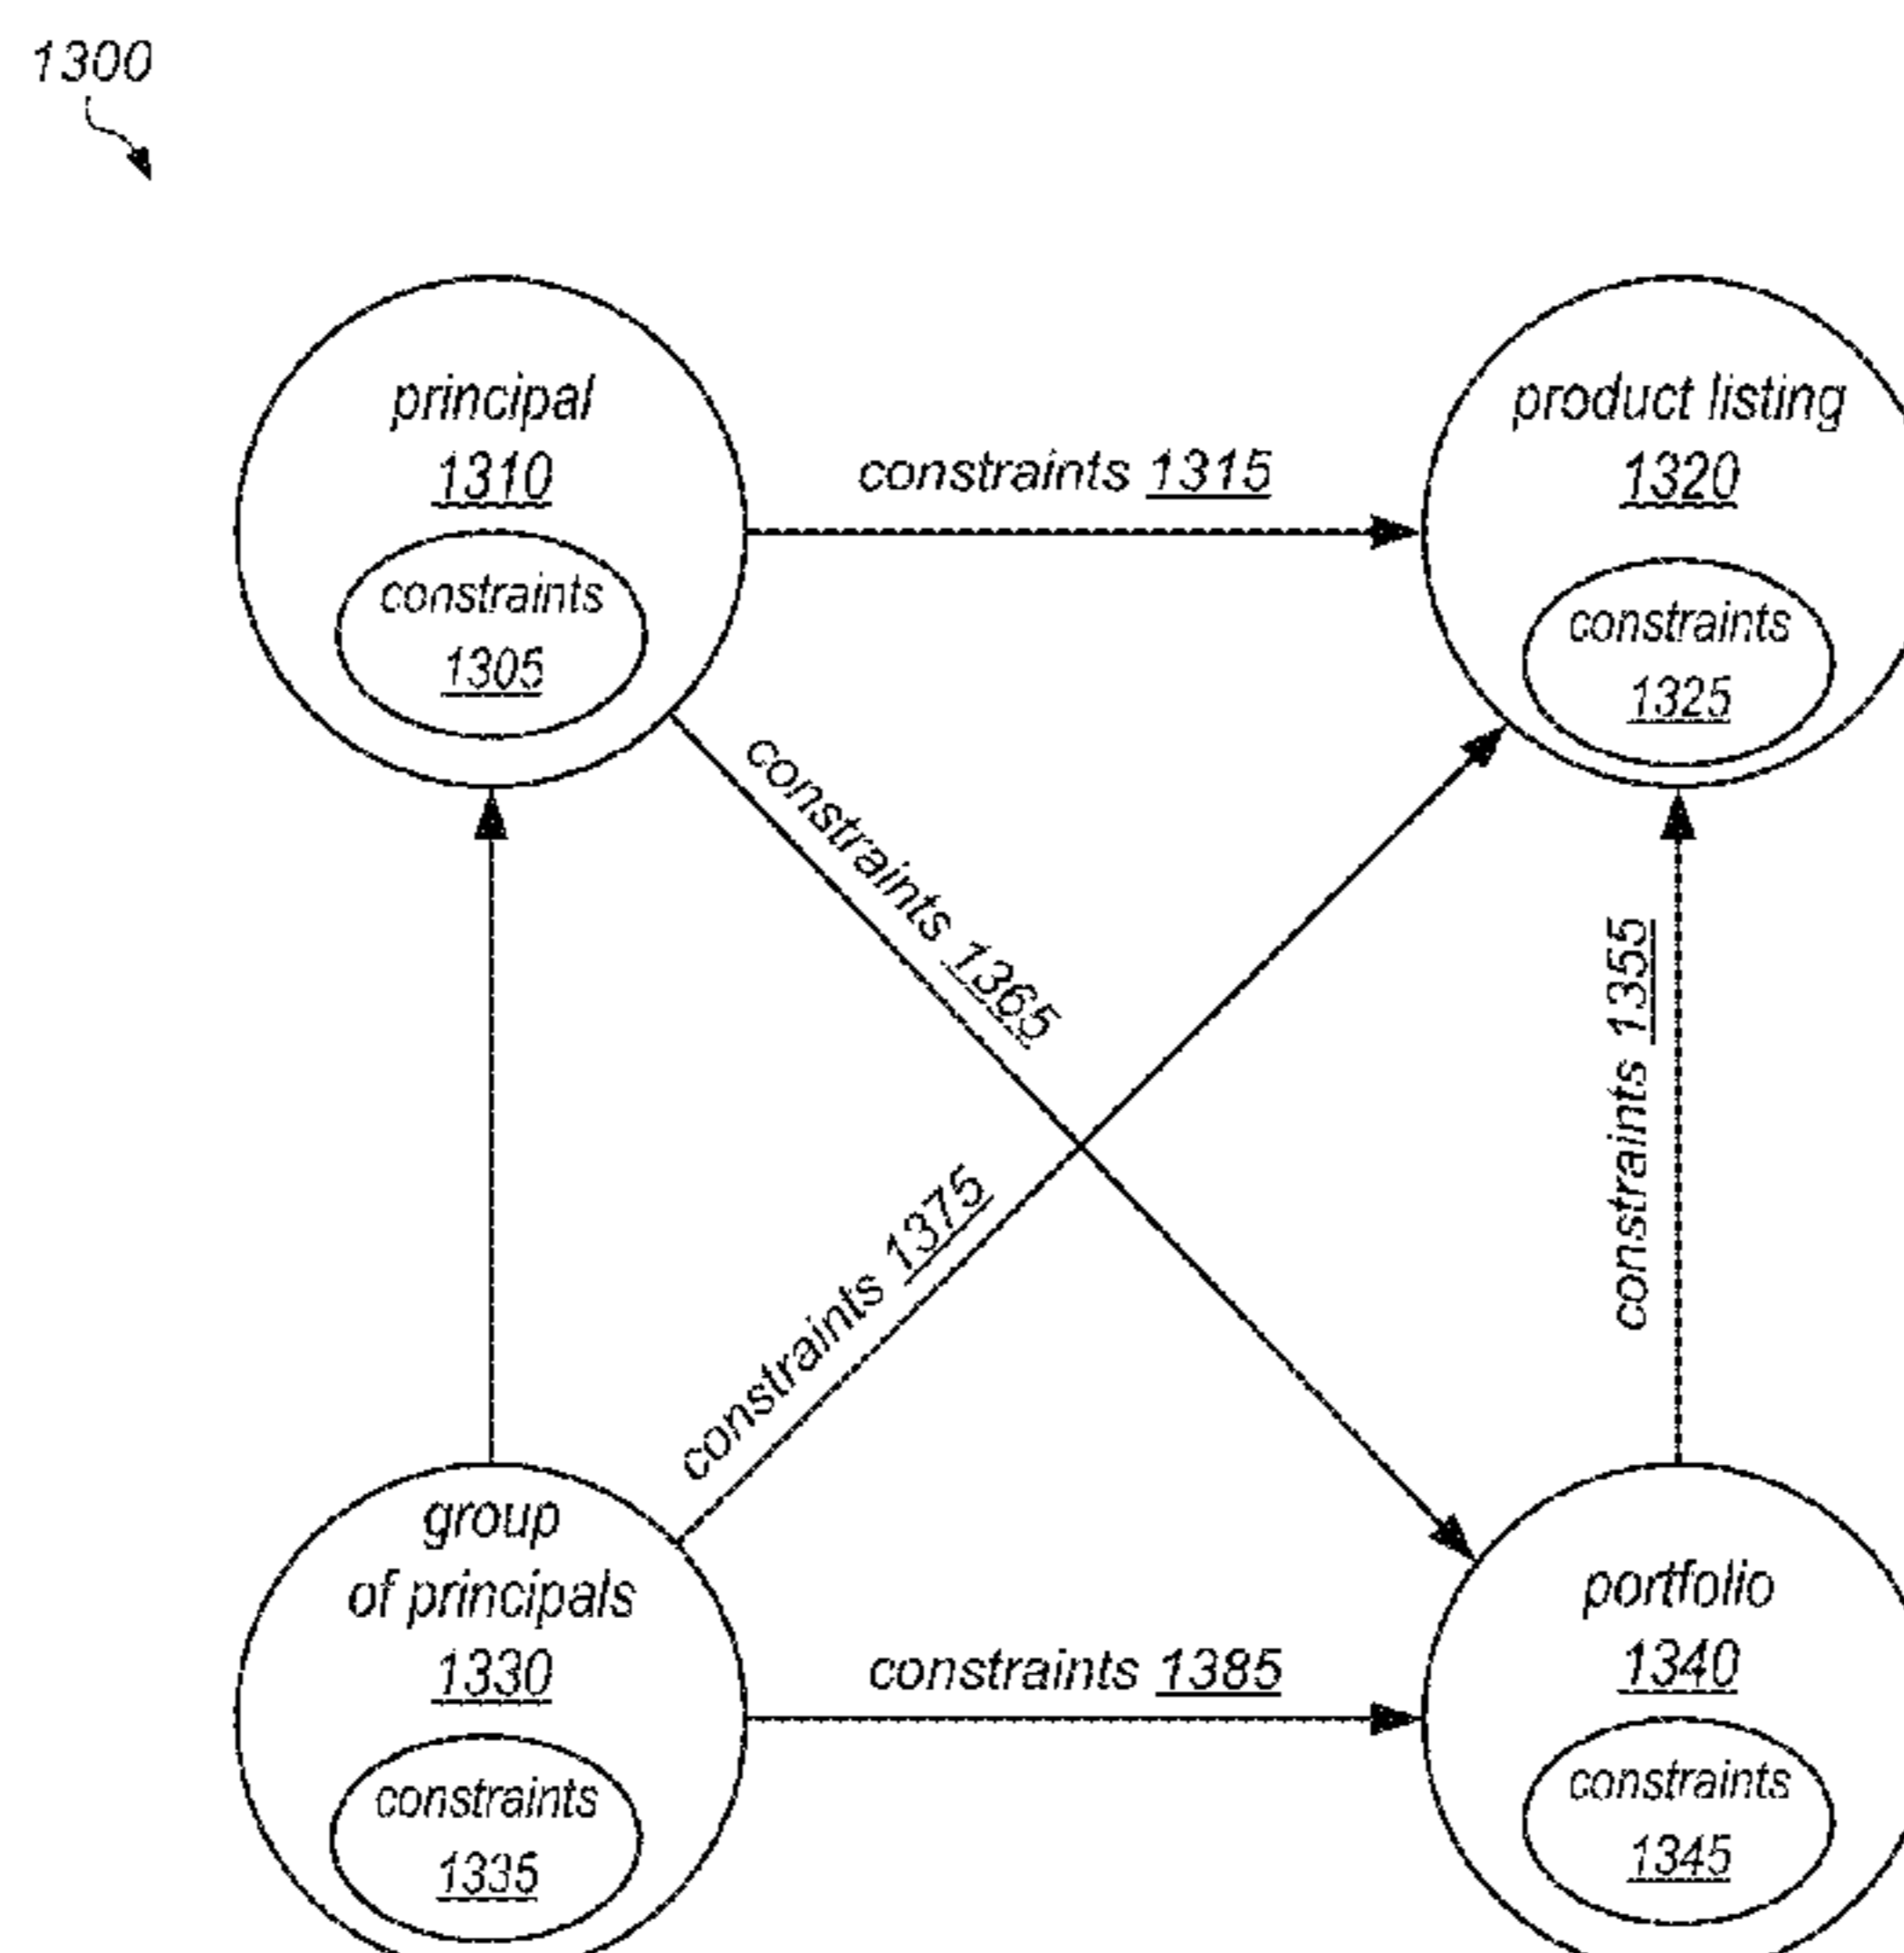 1300
principal
1310
constraints
1305
constraints 1315
product listing
1320
constraints
1325
constraints 1365
constraints 1375
constraints 1355
group
of principals
1330
constraints
1335
constraints 1385
portfolio
1340
constraints
1345